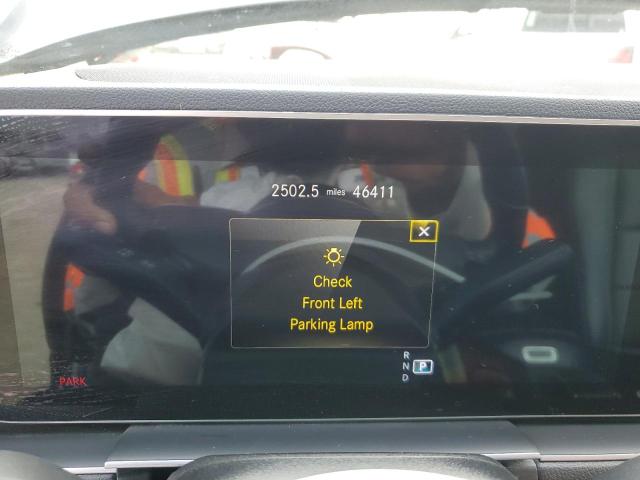 2502.5 miles 46411
Check
Front Left
Parking Lamp
R
N P
D
PARK